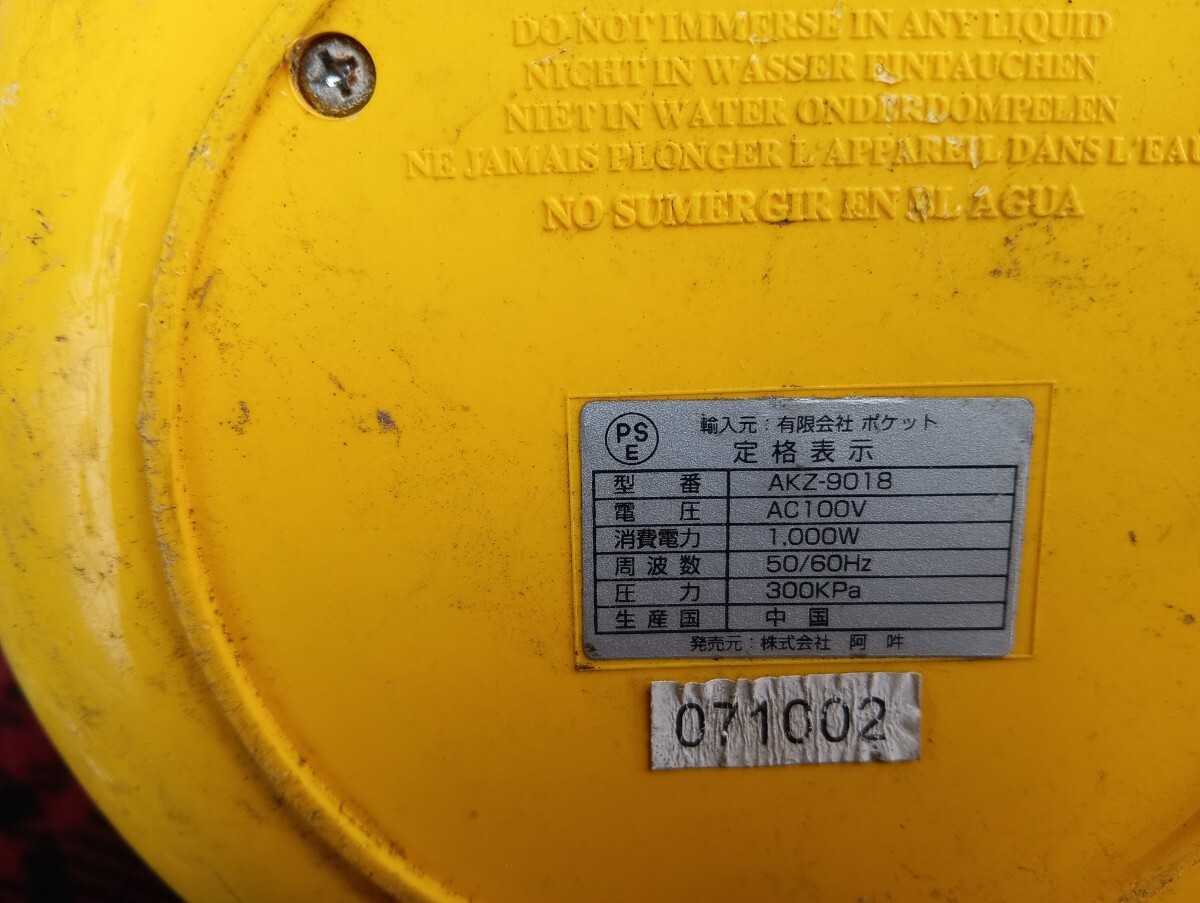 DO NOT IMMERSE IN ANY LIQUID
NICHT IN WASSER EINTAUCHEN
NIET IN WATER ONDERDOMPELEN
NE JAMAIS PLONGER L'APPAREIL DANS L'EAU
NO SUMERGIR EN EL AGUA
PS E
輸入元：有限会社 ポケット
定格表示
型番 AKZ-9018
電圧 AC100V
消費電力 1,000W
周波数 50/60Hz
圧力 300KPa
生産国 中国
発売元：株式会社 阿吽
071002